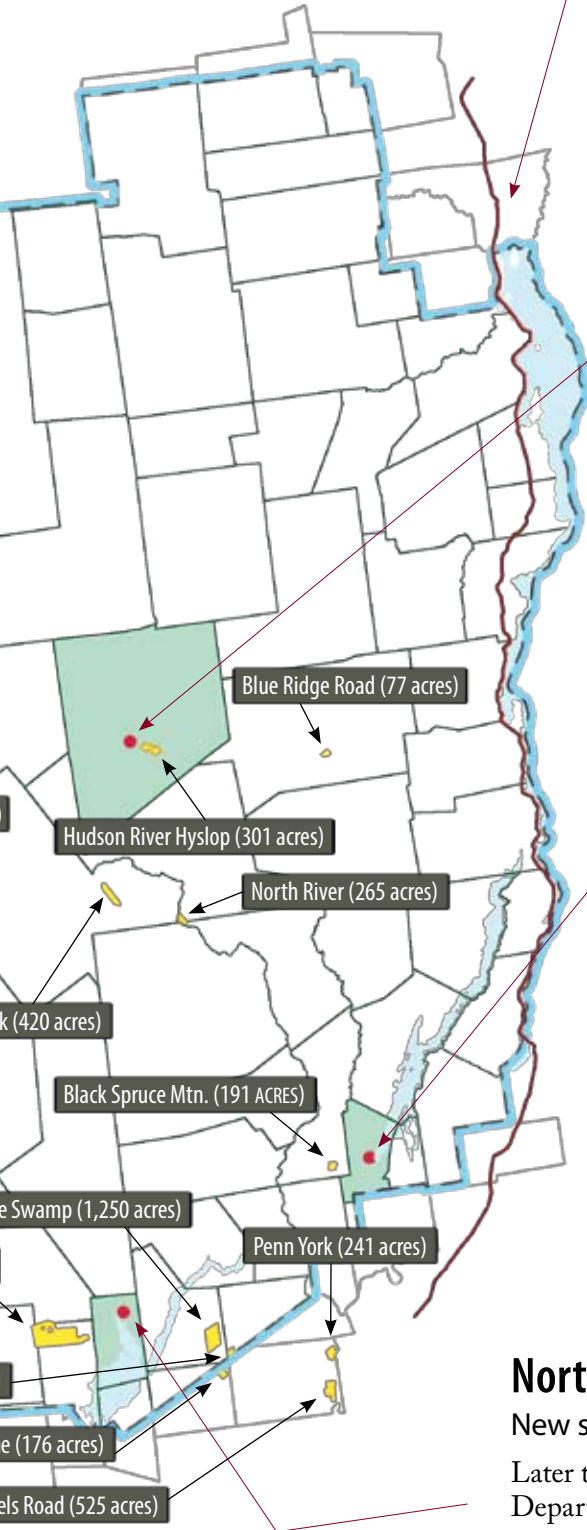 Blue Ridge Road (77 acres)
)
Hudson River Hyslop (301 acres)
North River (265 acres)
k (420 acres)
Black Spruce Mtn. (191 ACRES)
e Swamp (1,250 acres)
Penn York (241 acres)
e (176 acres)
els Road (525 acres)
Nort
New s
Later t
Depar